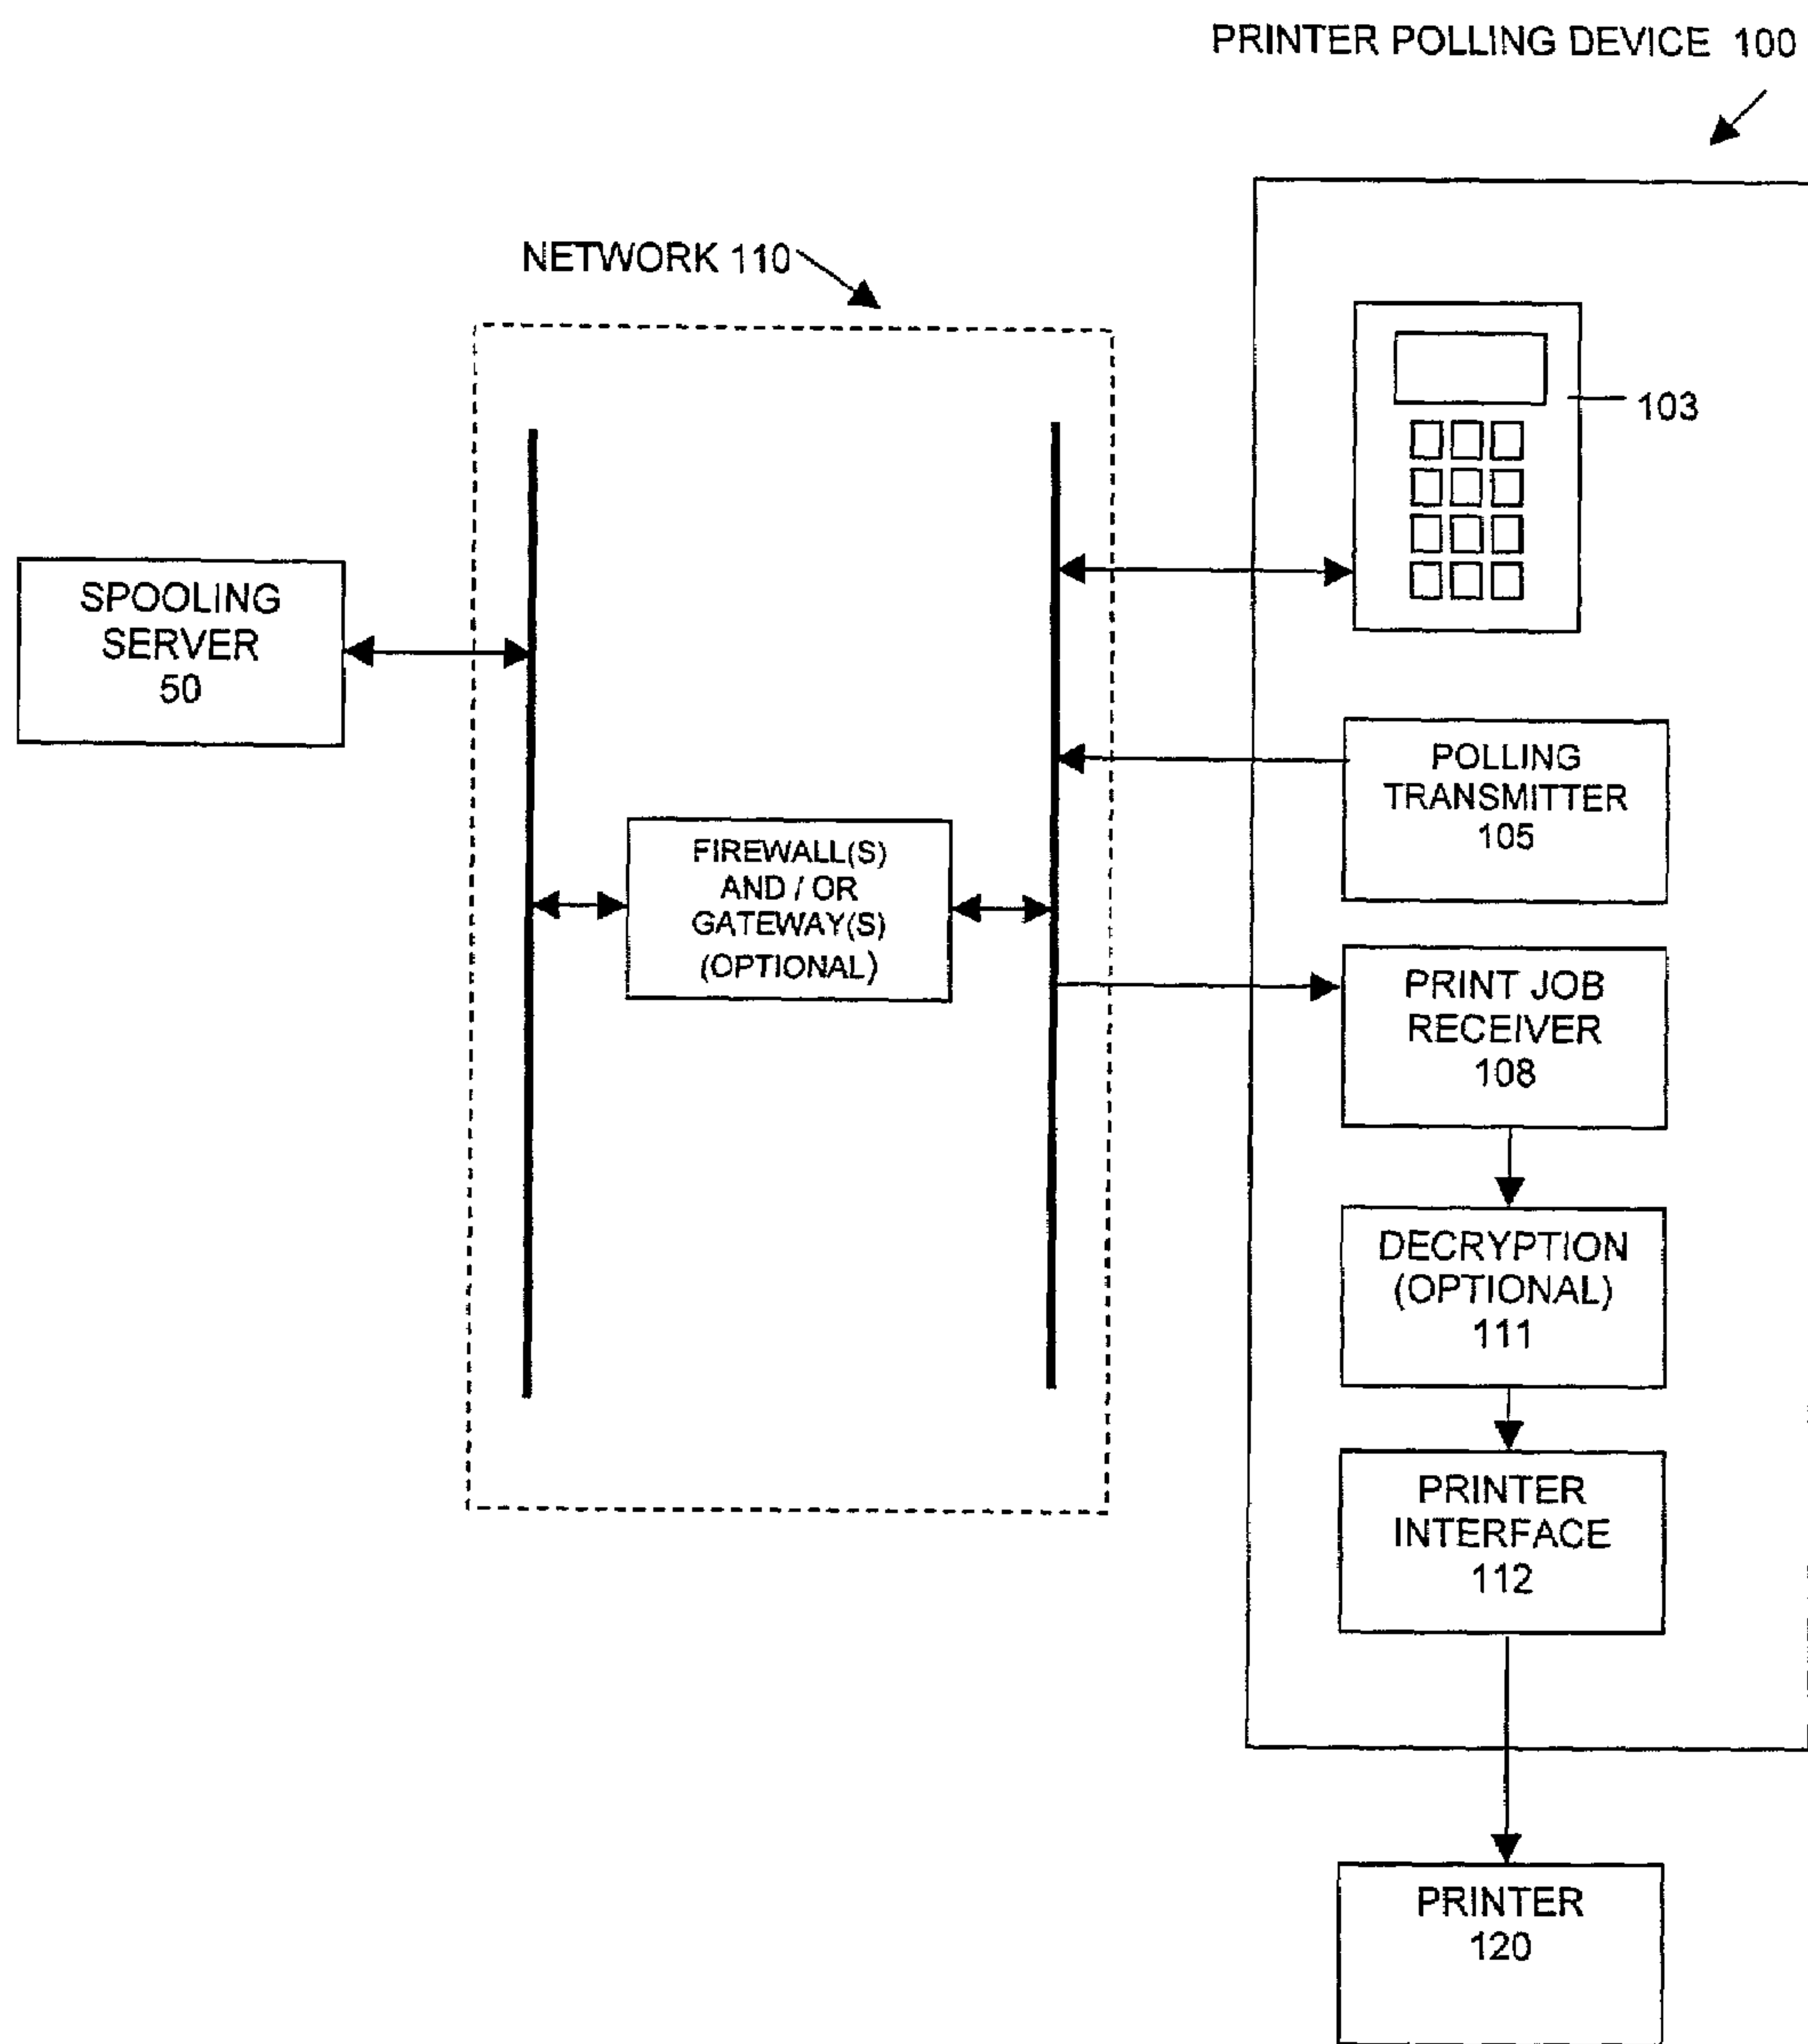 PRINTER POLLING DEVICE 100
NETWORK 110
103
SPOOLING
SERVER
50
POLLING
TRANSMITTER
105
FIREWALL(S)
AND / OR
GATEWAY(S)
(OPTIONAL)
PRINT JOB
RECEIVER
108
DECRYPTION
(OPTIONAL)
111
PRINTER
INTERFACE
112
PRINTER
120